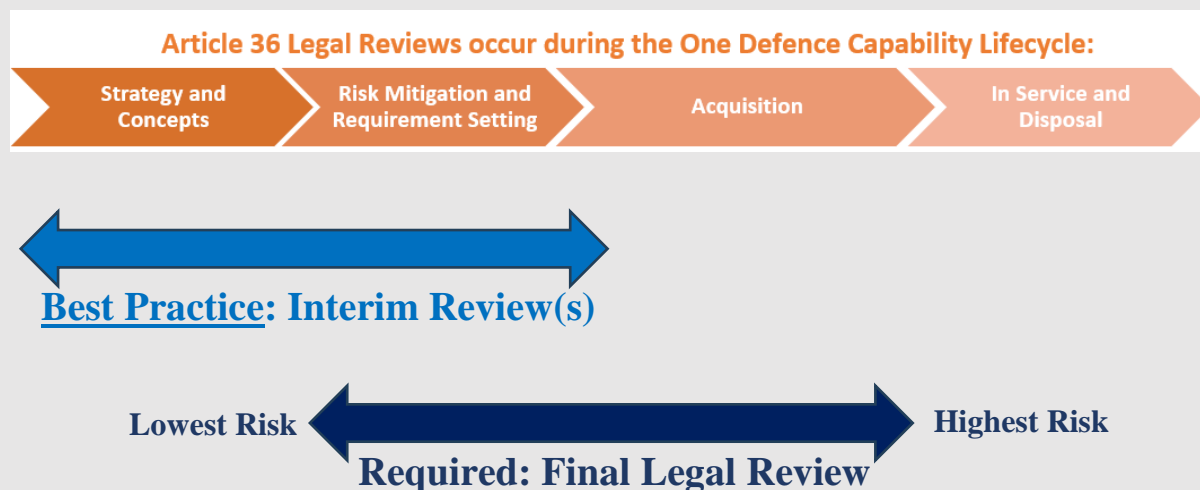 Article 36 Legal Reviews occur during the One Defence Capability Lifecycle:
Strategy and
Concepts
Risk Mitigation and
Requirement Setting
Acquisition
In Service and
Disposal
Best Practice: Interim Review(s)
Lowest Risk
Highest Risk
Required: Final Legal Review